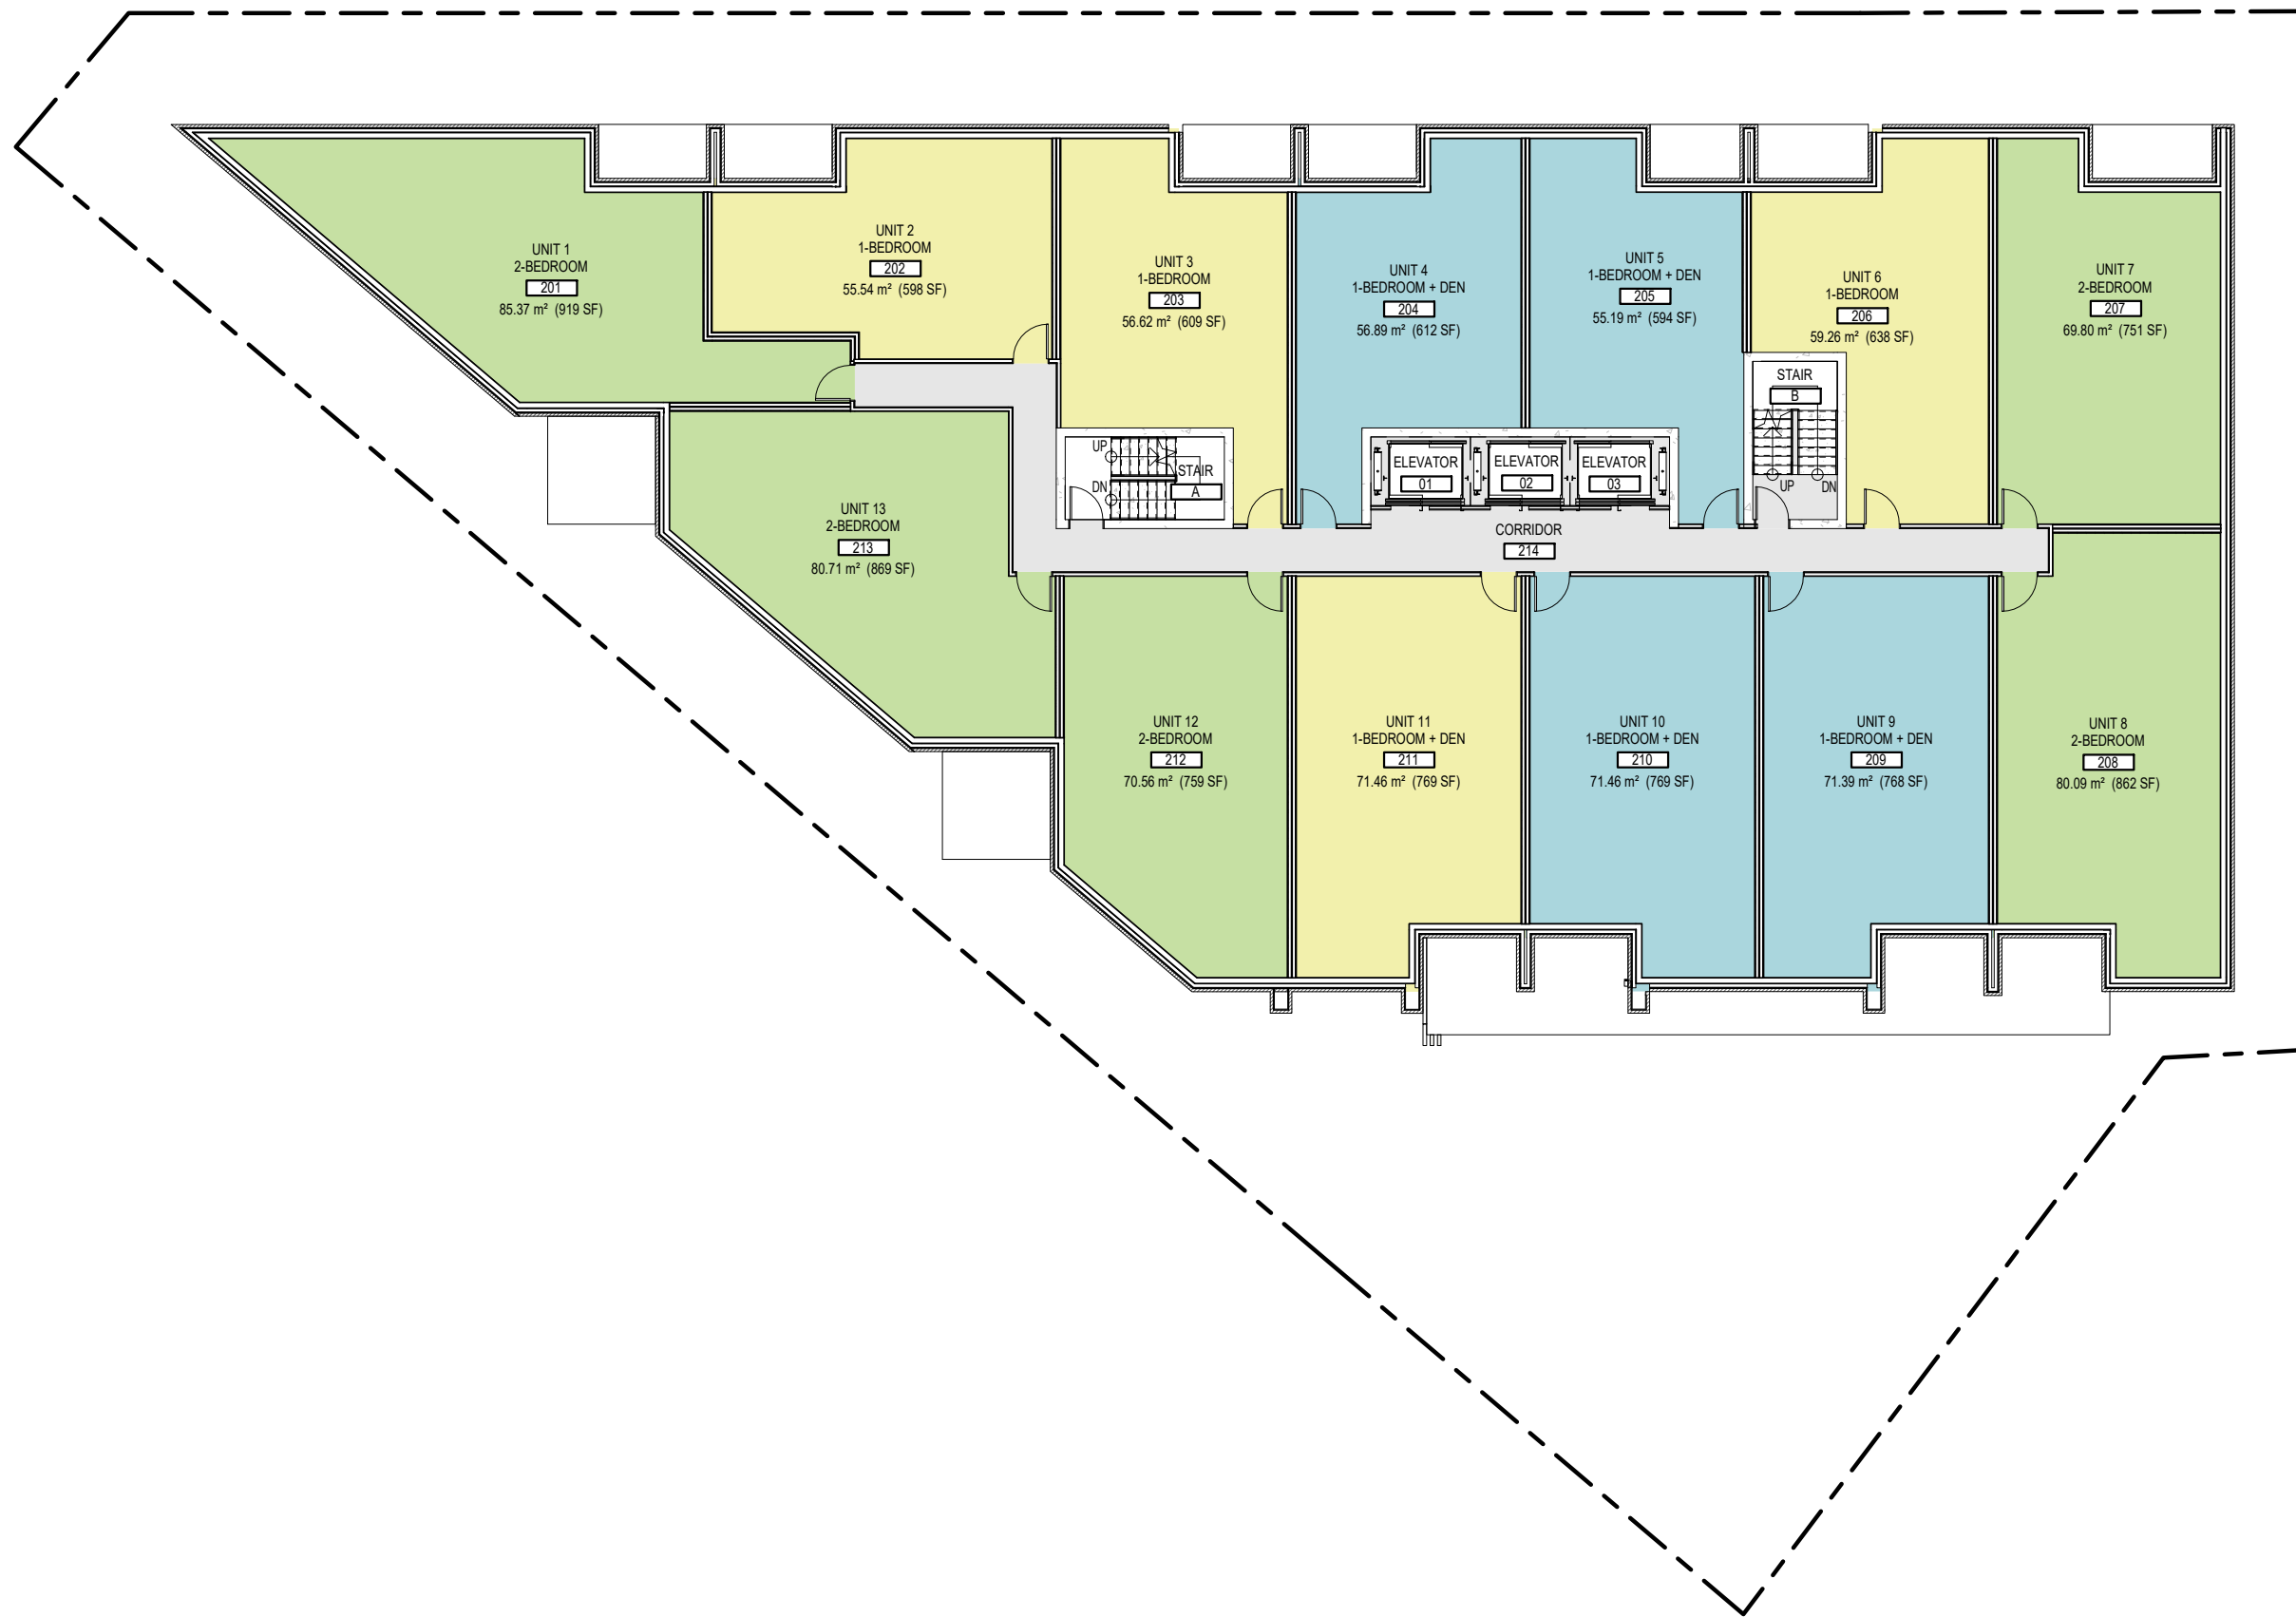 UNIT 1
2-BEDROOM
201
85.37 m² (919 SF)
UNIT 2
1-BEDROOM
202
55.54 m² (598 SF)
UNIT 3
1-BEDROOM
203
56.62 m² (609 SF)
UNIT 4
1-BEDROOM + DEN
204
56.89 m² (612 SF)
UNIT 5
1-BEDROOM + DEN
205
55.19 m² (594 SF)
UNIT 6
1-BEDROOM
206
59.26 m² (638 SF)
UNIT 7
2-BEDROOM
207
69.80 m² (751 SF)
STAIR
B
UP
DN
UP
DN
STAIR
A
ELEVATOR
01
ELEVATOR
02
ELEVATOR
03
CORRIDOR
214
UNIT 13
2-BEDROOM
213
80.71 m² (869 SF)
UNIT 12
2-BEDROOM
212
70.56 m² (759 SF)
UNIT 11
1-BEDROOM + DEN
211
71.46 m² (769 SF)
UNIT 10
1-BEDROOM + DEN
210
71.46 m² (769 SF)
UNIT 9
1-BEDROOM + DEN
209
71.39 m² (768 SF)
UNIT 8
2-BEDROOM
208
80.09 m² (862 SF)